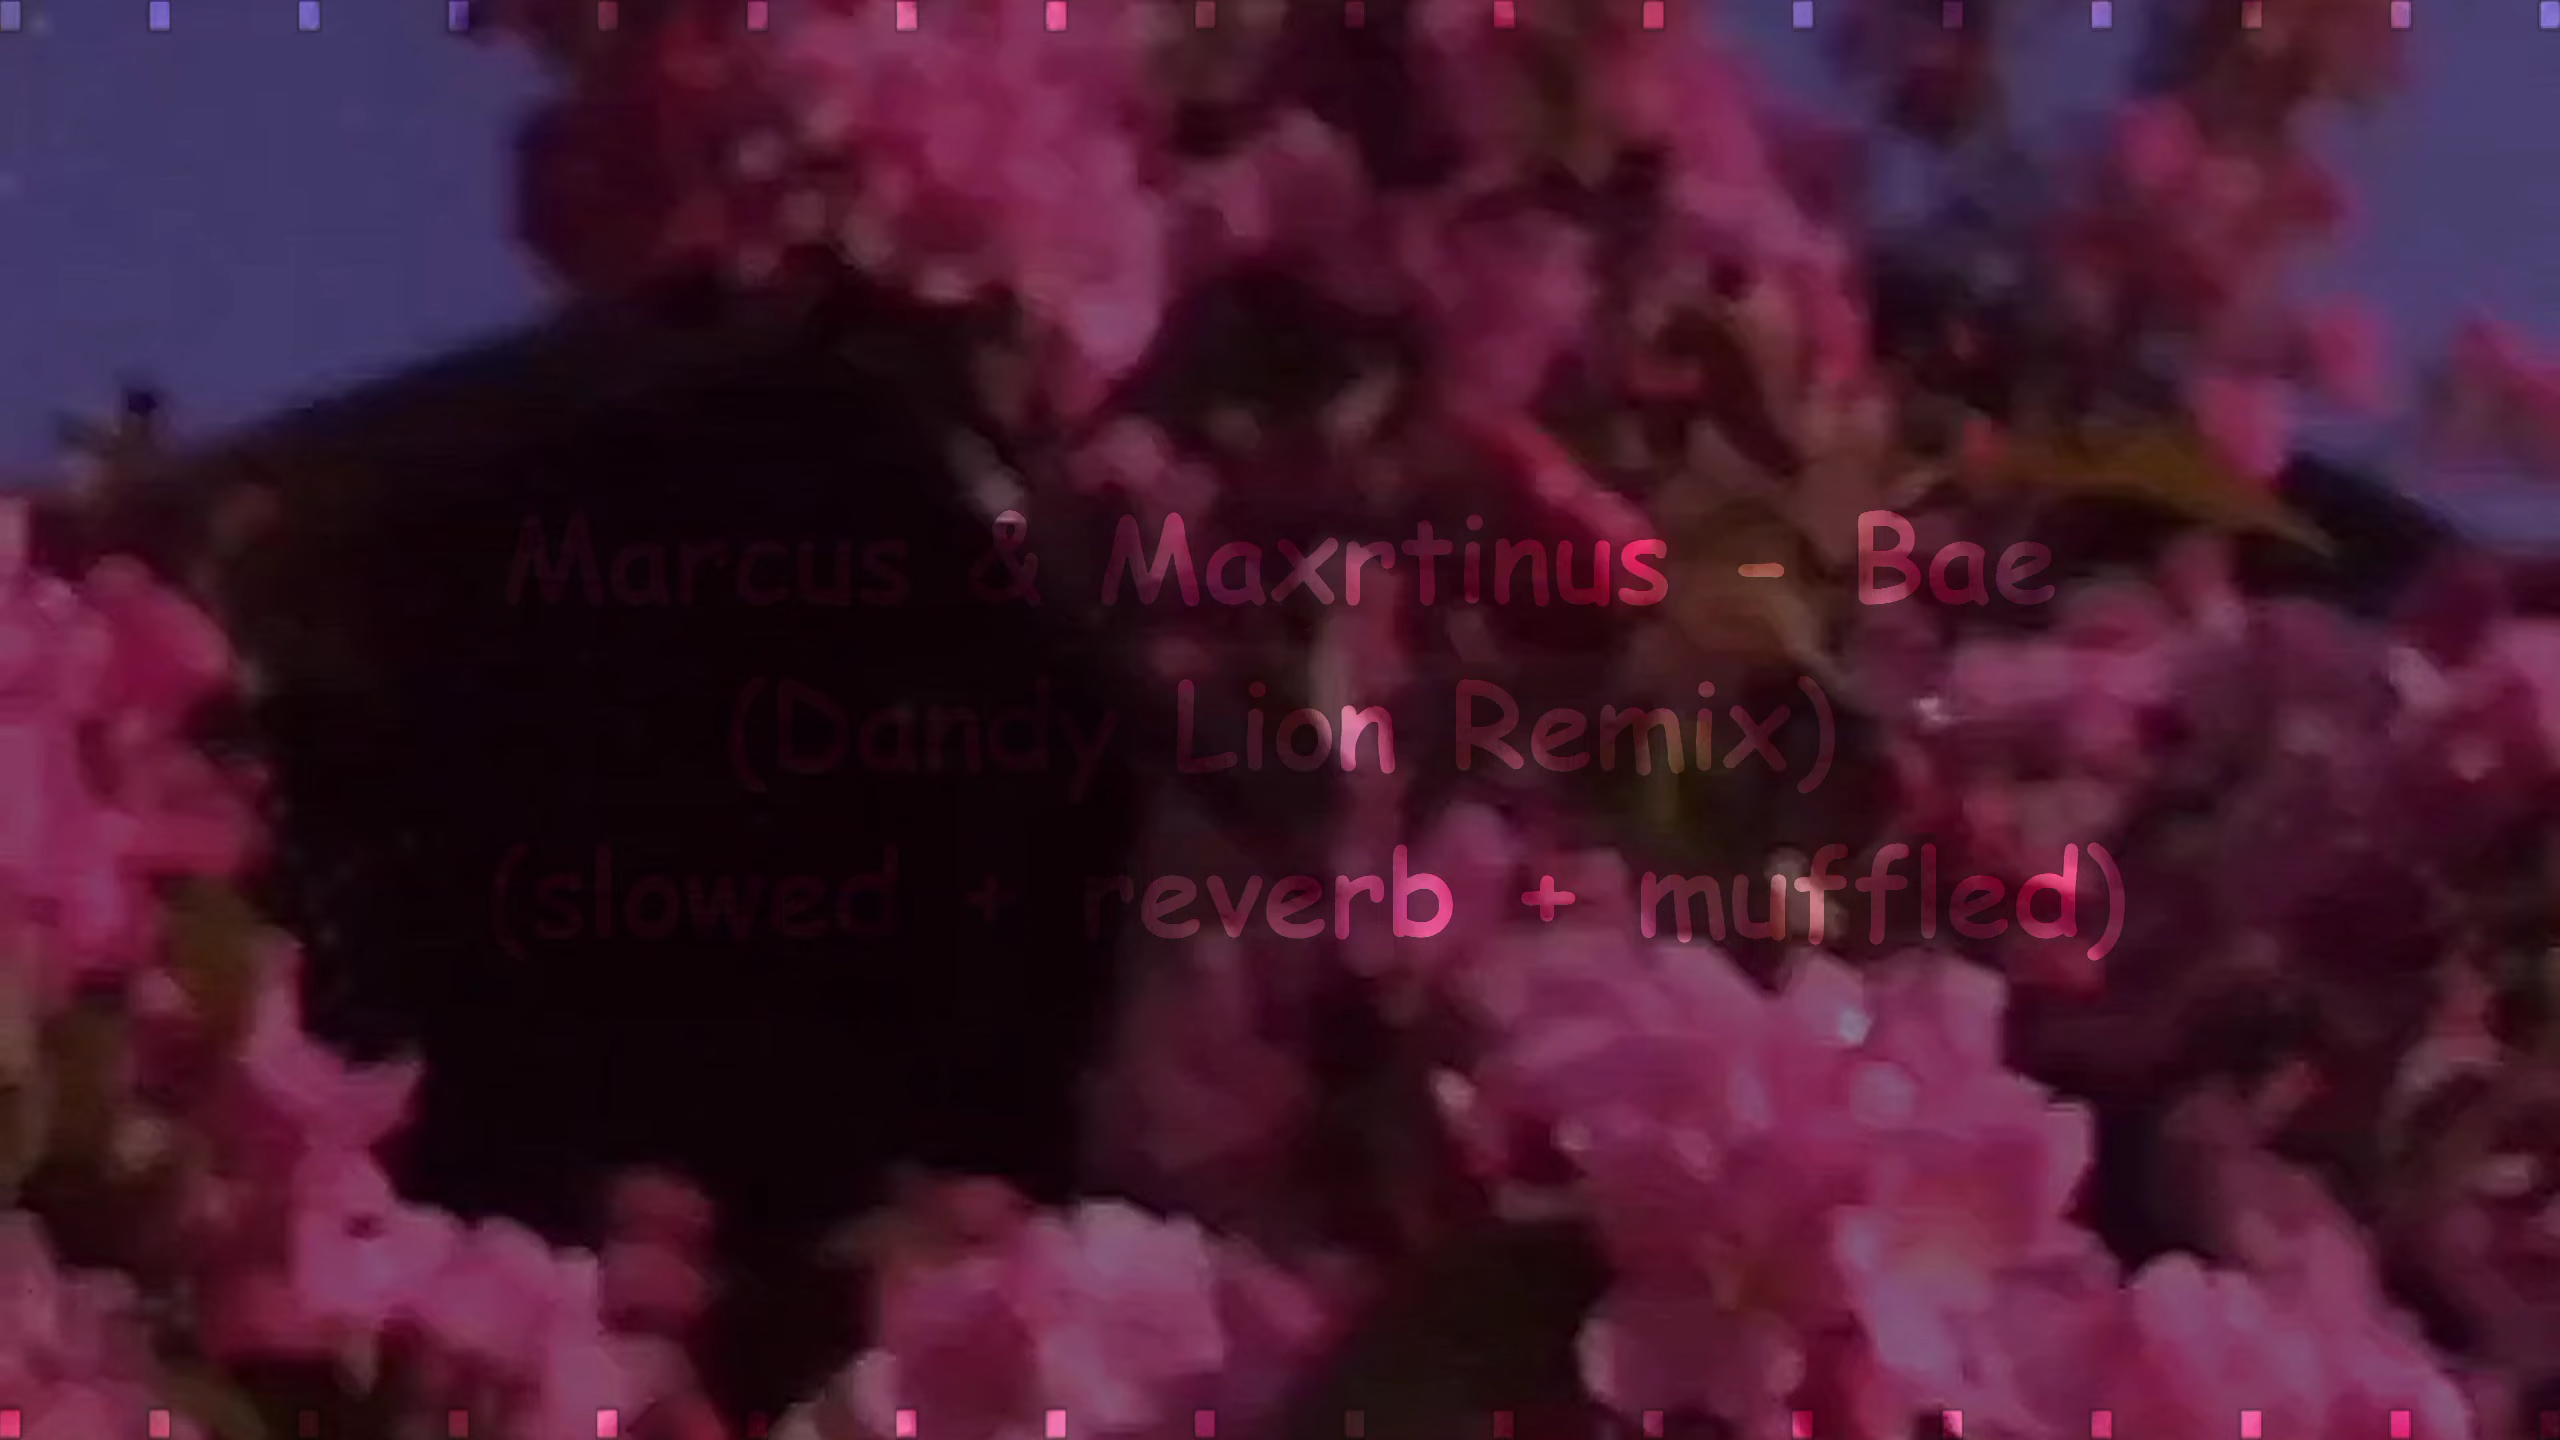 Marcus & Maxrtinus - Bae
(Dandy Lion Remix)
(slowed + reverb + muffled)